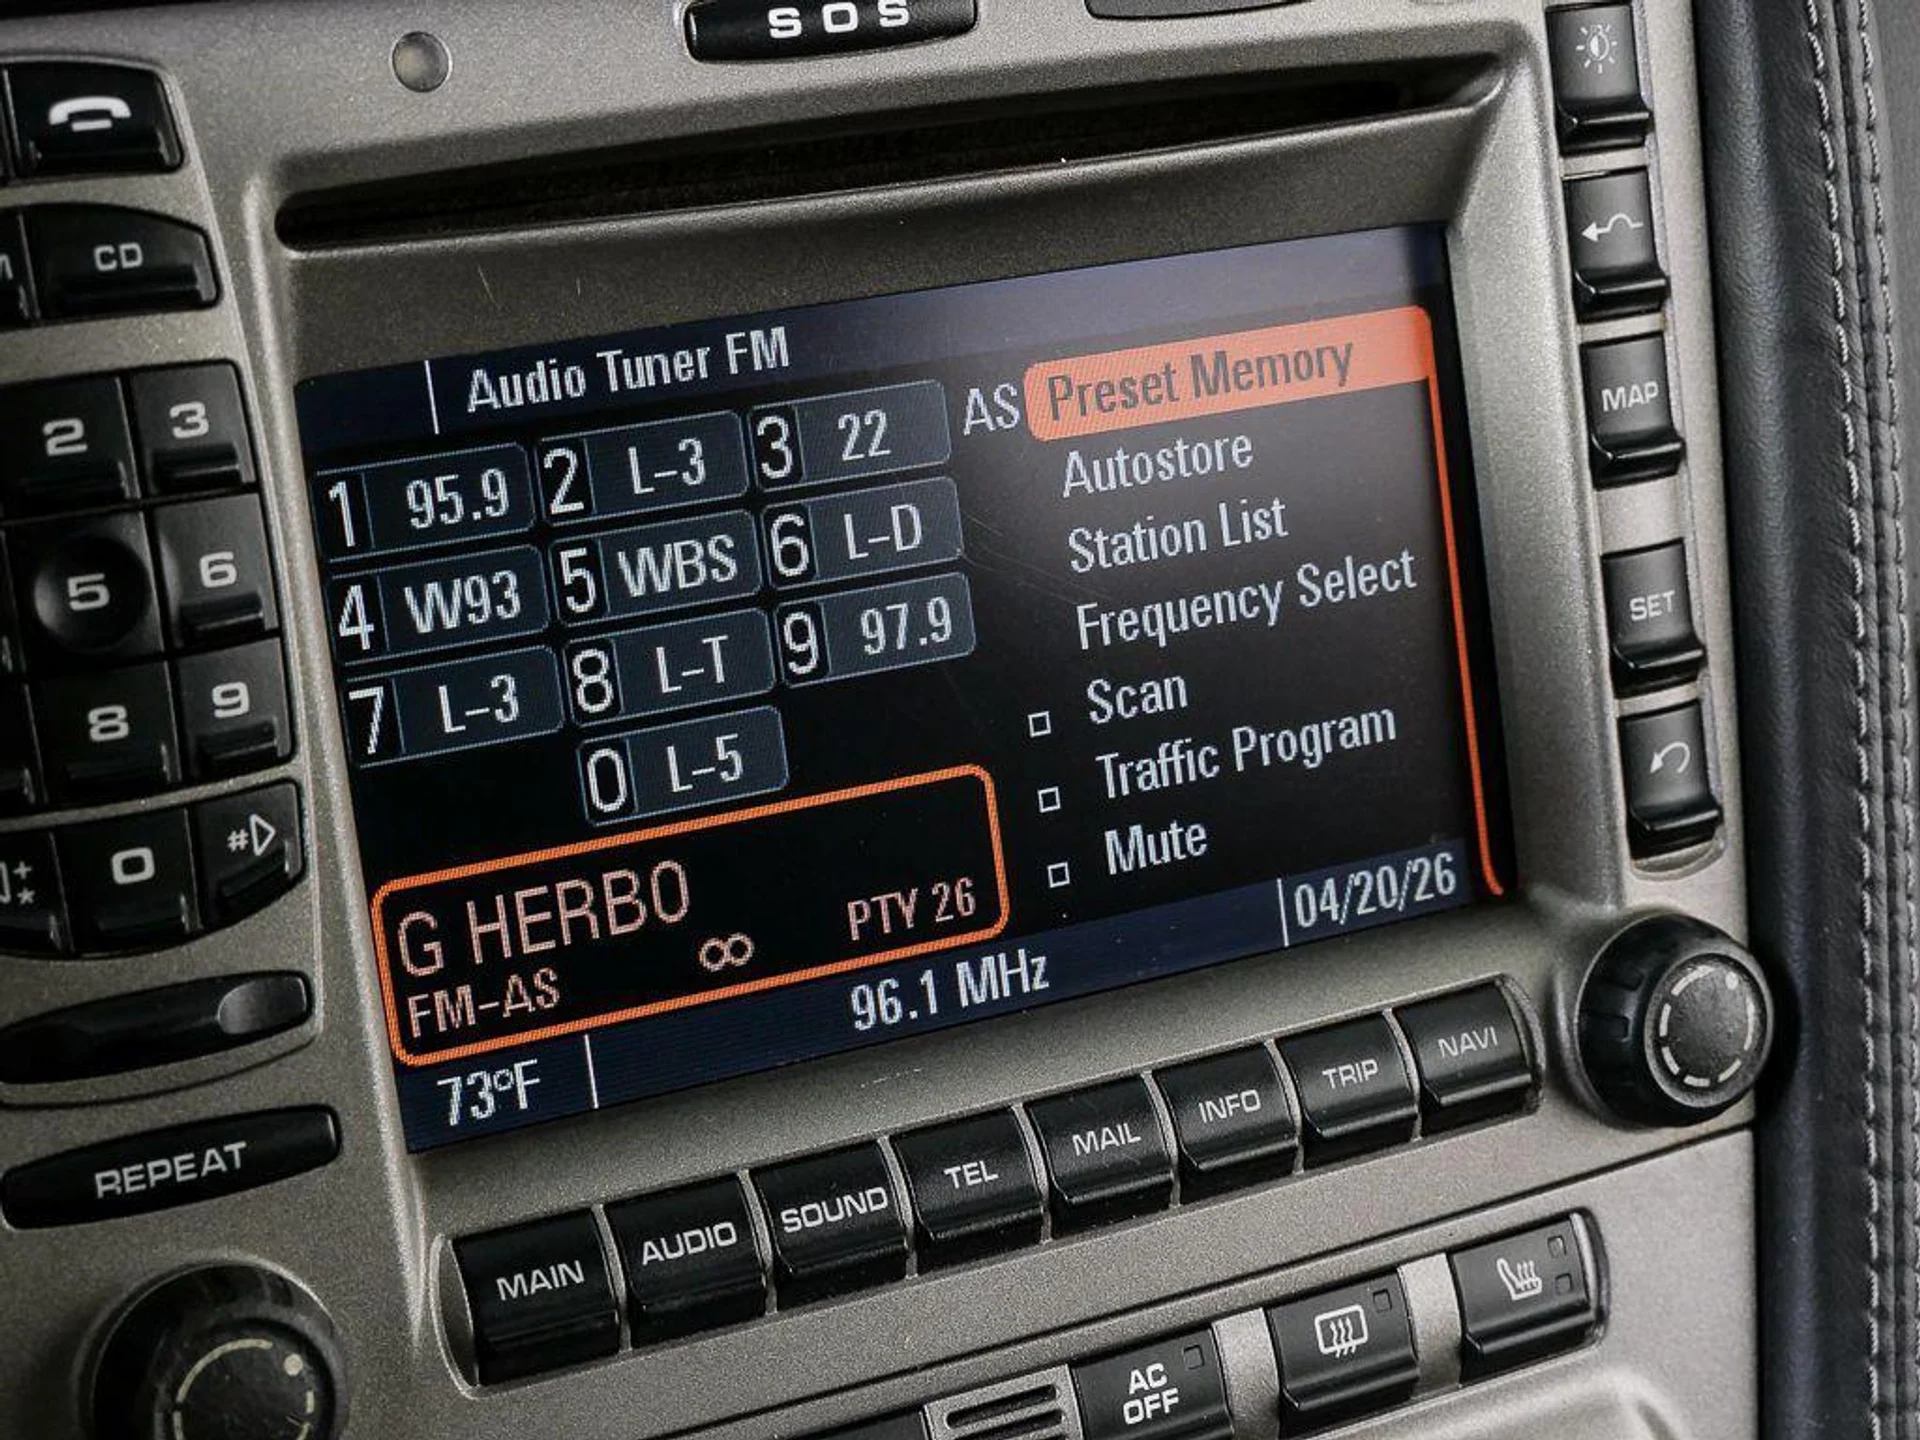 SOS
CD
2
3
5
6
8
9
0
#
*
REPEAT
Audio Tuner FM
1 95.9
2 L-3
3 22
4 W93
5 WBS
6 L-D
7 L-3
8 L-T
9 97.9
0 L-5
AS Preset Memory
Autostore
Station List
Frequency Select
Scan
Traffic Program
Mute
G HERBO
FM-AS
∞
PTY 26
96.1 MHz
04/20/26
73°F
MAP
SET
MAIN
AUDIO
SOUND
TEL
MAIL
INFO
TRIP
NAVI
AC
OFF